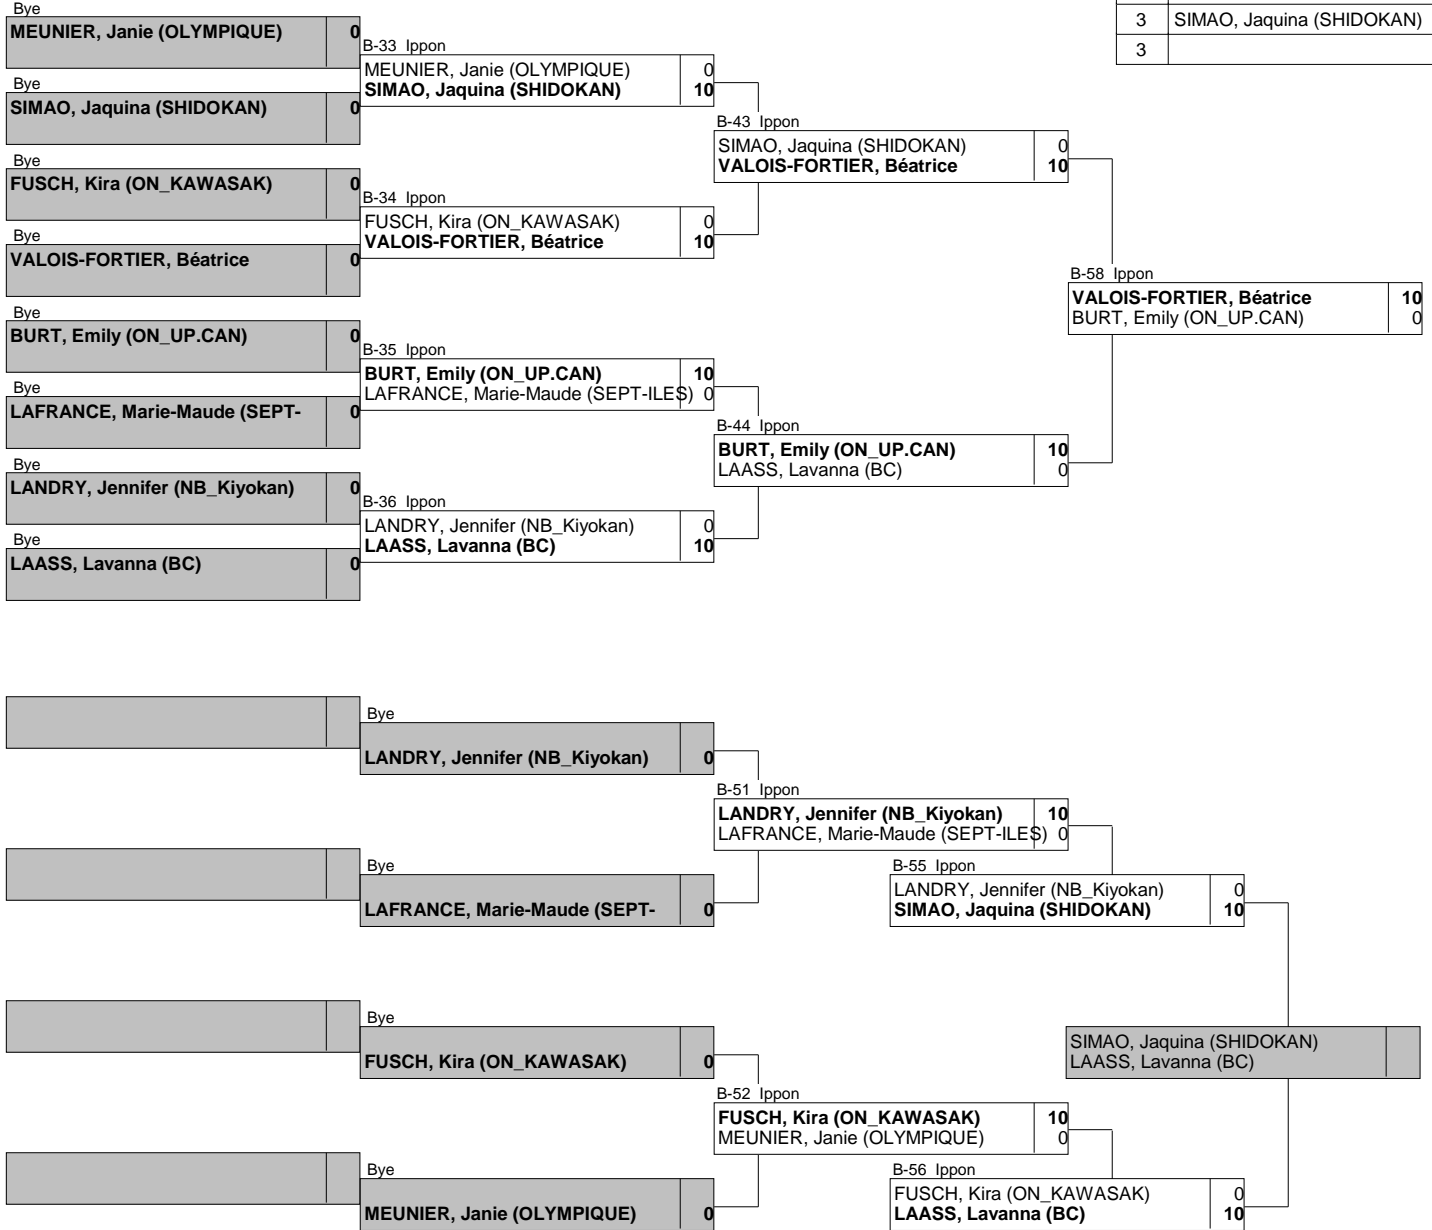 Bye
MEUNIER, Janie (OLYMPIQUE) 0
Bye
SIMAO, Jaquina (SHIDOKAN) 0
Bye
FUSCH, Kira (ON_KAWASAK) 0
Bye
VALOIS-FORTIER, Béatrice 0
Bye
BURT, Emily (ON_UP.CAN) 0
Bye
LAFRANCE, Marie-Maude (SEPT- 0
Bye
LANDRY, Jennifer (NB_Kiyokan) 0
Bye
LAASS, Lavanna (BC) 0
B-33 Ippon
MEUNIER, Janie (OLYMPIQUE) 0
SIMAO, Jaquina (SHIDOKAN) 10
B-34 Ippon
FUSCH, Kira (ON_KAWASAK) 0
VALOIS-FORTIER, Béatrice 10
B-35 Ippon
BURT, Emily (ON_UP.CAN) 10
LAFRANCE, Marie-Maude (SEPT-ILES) 0
B-36 Ippon
LANDRY, Jennifer (NB_Kiyokan) 0
LAASS, Lavanna (BC) 10
B-43 Ippon
SIMAO, Jaquina (SHIDOKAN) 0
VALOIS-FORTIER, Béatrice 10
B-44 Ippon
BURT, Emily (ON_UP.CAN) 10
LAASS, Lavanna (BC) 0
3 SIMAO, Jaquina (SHIDOKAN)
3
B-58 Ippon
VALOIS-FORTIER, Béatrice 10
BURT, Emily (ON_UP.CAN) 0
Bye
LANDRY, Jennifer (NB_Kiyokan) 0
Bye
LAFRANCE, Marie-Maude (SEPT- 0
Bye
FUSCH, Kira (ON_KAWASAK) 0
Bye
MEUNIER, Janie (OLYMPIQUE) 0
B-51 Ippon
LANDRY, Jennifer (NB_Kiyokan) 10
LAFRANCE, Marie-Maude (SEPT-ILES) 0
B-55 Ippon
LANDRY, Jennifer (NB_Kiyokan) 0
SIMAO, Jaquina (SHIDOKAN) 10
B-52 Ippon
FUSCH, Kira (ON_KAWASAK) 10
MEUNIER, Janie (OLYMPIQUE) 0
B-56 Ippon
FUSCH, Kira (ON_KAWASAK) 0
LAASS, Lavanna (BC) 10
SIMAO, Jaquina (SHIDOKAN)
LAASS, Lavanna (BC)